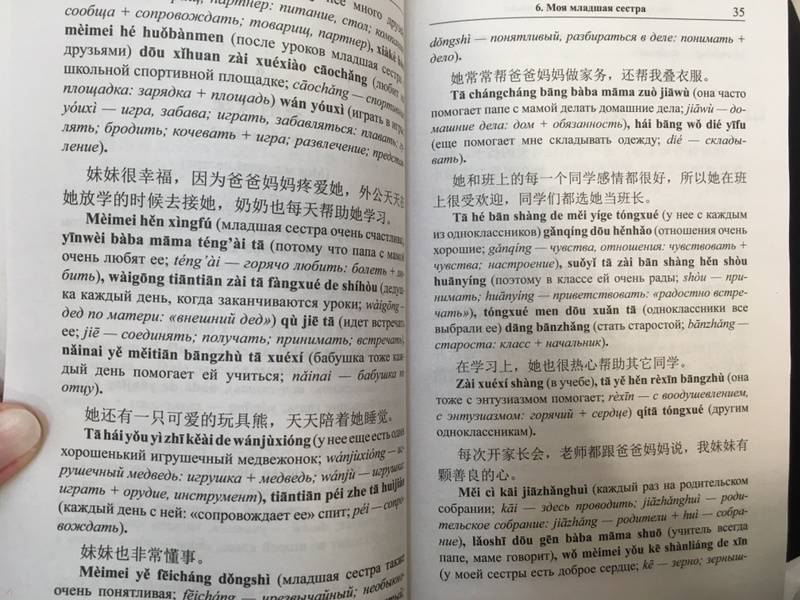 много друзей
партнер: питание, стол;
сообща + сопровождать; товарищ, партнер),
mèimei hé huǒbànmen (после уроков младшая сестра
друзьями) dōu xǐhuan zài xuéxiào cāochǎng (любит
школьной спортивной площадке; cāochǎng — спортивная
площадка: зарядка + площадь) wán yóuxì (играть в игры;
yóuxì — игра, забава; играть, забавляться: плавать:
лять; бродить; кочевать + игра; развлечение;
ление).
妹妹很幸福，因为爸爸妈妈疼爱她，外公天天在
她放学的时候去接她，奶奶也每天帮助她学习。
Mèimei hěn xìngfú (младшая сестра очень счастлива),
yīnwèi bàba māma téng'ài tā (потому что папа с мамой
очень любят ее; téng'ài — горячо любить: болеть + лю-
бить), wàigōng tiāntiān zài tā fàngxué de shíhòu (дедуш-
ка каждый день, когда заканчиваются уроки; wàigōng —
дед по матери: «внешний дед») qù jiē tā (идет встречать
ее; jiē — соединять; получать; принимать; встречать),
nǎinai yě měitiān bāngzhù tā xuéxí (бабушка тоже каж-
дый день помогает ей учиться; nǎinai — бабушка по
отцу).
她还有一只可爱的玩具熊，天天陪着她睡觉。
Tā hái yǒu yì zhī kěài de wánjùxióng (у нее еще есть один
хорошенький игрушечный медвежонок; wánjùxióng — иг-
рушечный медведь: игрушка + медведь; wánjù — игрушка:
играть + орудие, инструмент), tiāntiān péi zhe tā huìjiào
(каждый день с ней: «сопровождает ее» спит; péi — сопро-
вождать).
妹妹也非常懂事。
Mèimei yě fēicháng dǒngshì (младшая сестра также
очень понятливая; fēicháng — чрезвычайный; необыкно-
6. Моя младшая сестра
35
dǒngshì — понятливый, разбираться в деле: понимать +
дело).
她常常帮爸爸妈妈做家务，还帮我叠衣服。
Tā chángcháng bāng bàba māma zuò jiāwù (она часто
помогает папе с мамой делать домашние дела; jiāwù — до-
машние дела: дом + обязанность), hái bāng wǒ dié yīfu
(еще помогает мне складывать одежду; dié — склады-
вать).
她和班上的每一个同学感情都很好，所以她在班
上很受欢迎，同学们都选她当班长。
Tā hé bān shàng de měi yíge tóngxué (у нее с каждым
из одноклассников) gǎnqíng dōu hěnhǎo (отношения очень
хорошие; gǎnqíng — чувства, отношения: чувствовать +
чувства; настроение), suǒyǐ tā zài bān shàng hěn shòu
huānyíng (поэтому в классе ей очень рады; shòu — при-
нимать; huānyíng — приветствовать: «радостно встре-
чать»), tóngxué men dōu xuǎn tā (одноклассники все
выбрали ее) dāng bānzhǎng (стать старостой; bānzhǎng —
староста: класс + начальник).
在学习上，她也很热心帮助其它同学。
Zài xuéxí shàng (в учебе), tā yě hěn rèxīn bāngzhù (она
тоже с энтузиазмом помогает; rèxīn — с воодушевлением,
с энтузиазмом: горячий + сердце) qítā tóngxué (другим
одноклассникам).
每次开家长会，老师都跟爸爸妈妈说，我妹妹有
颗善良的心。
Měi cì kāi jiāzhǎnghuì (каждый раз на родительском
собрании; kāi — здесь проводить; jiāzhǎnghuì — роди-
тельское собрание: jiāzhǎng — родители + huì — собра-
ние), lǎoshī dōu gēn bàba māma shuō (учитель всегда
папе, маме говорит), wǒ mèimei yǒu kē shànliáng de xīn
(у моей сестры есть доброе сердце; kē — зерно; зерныш-